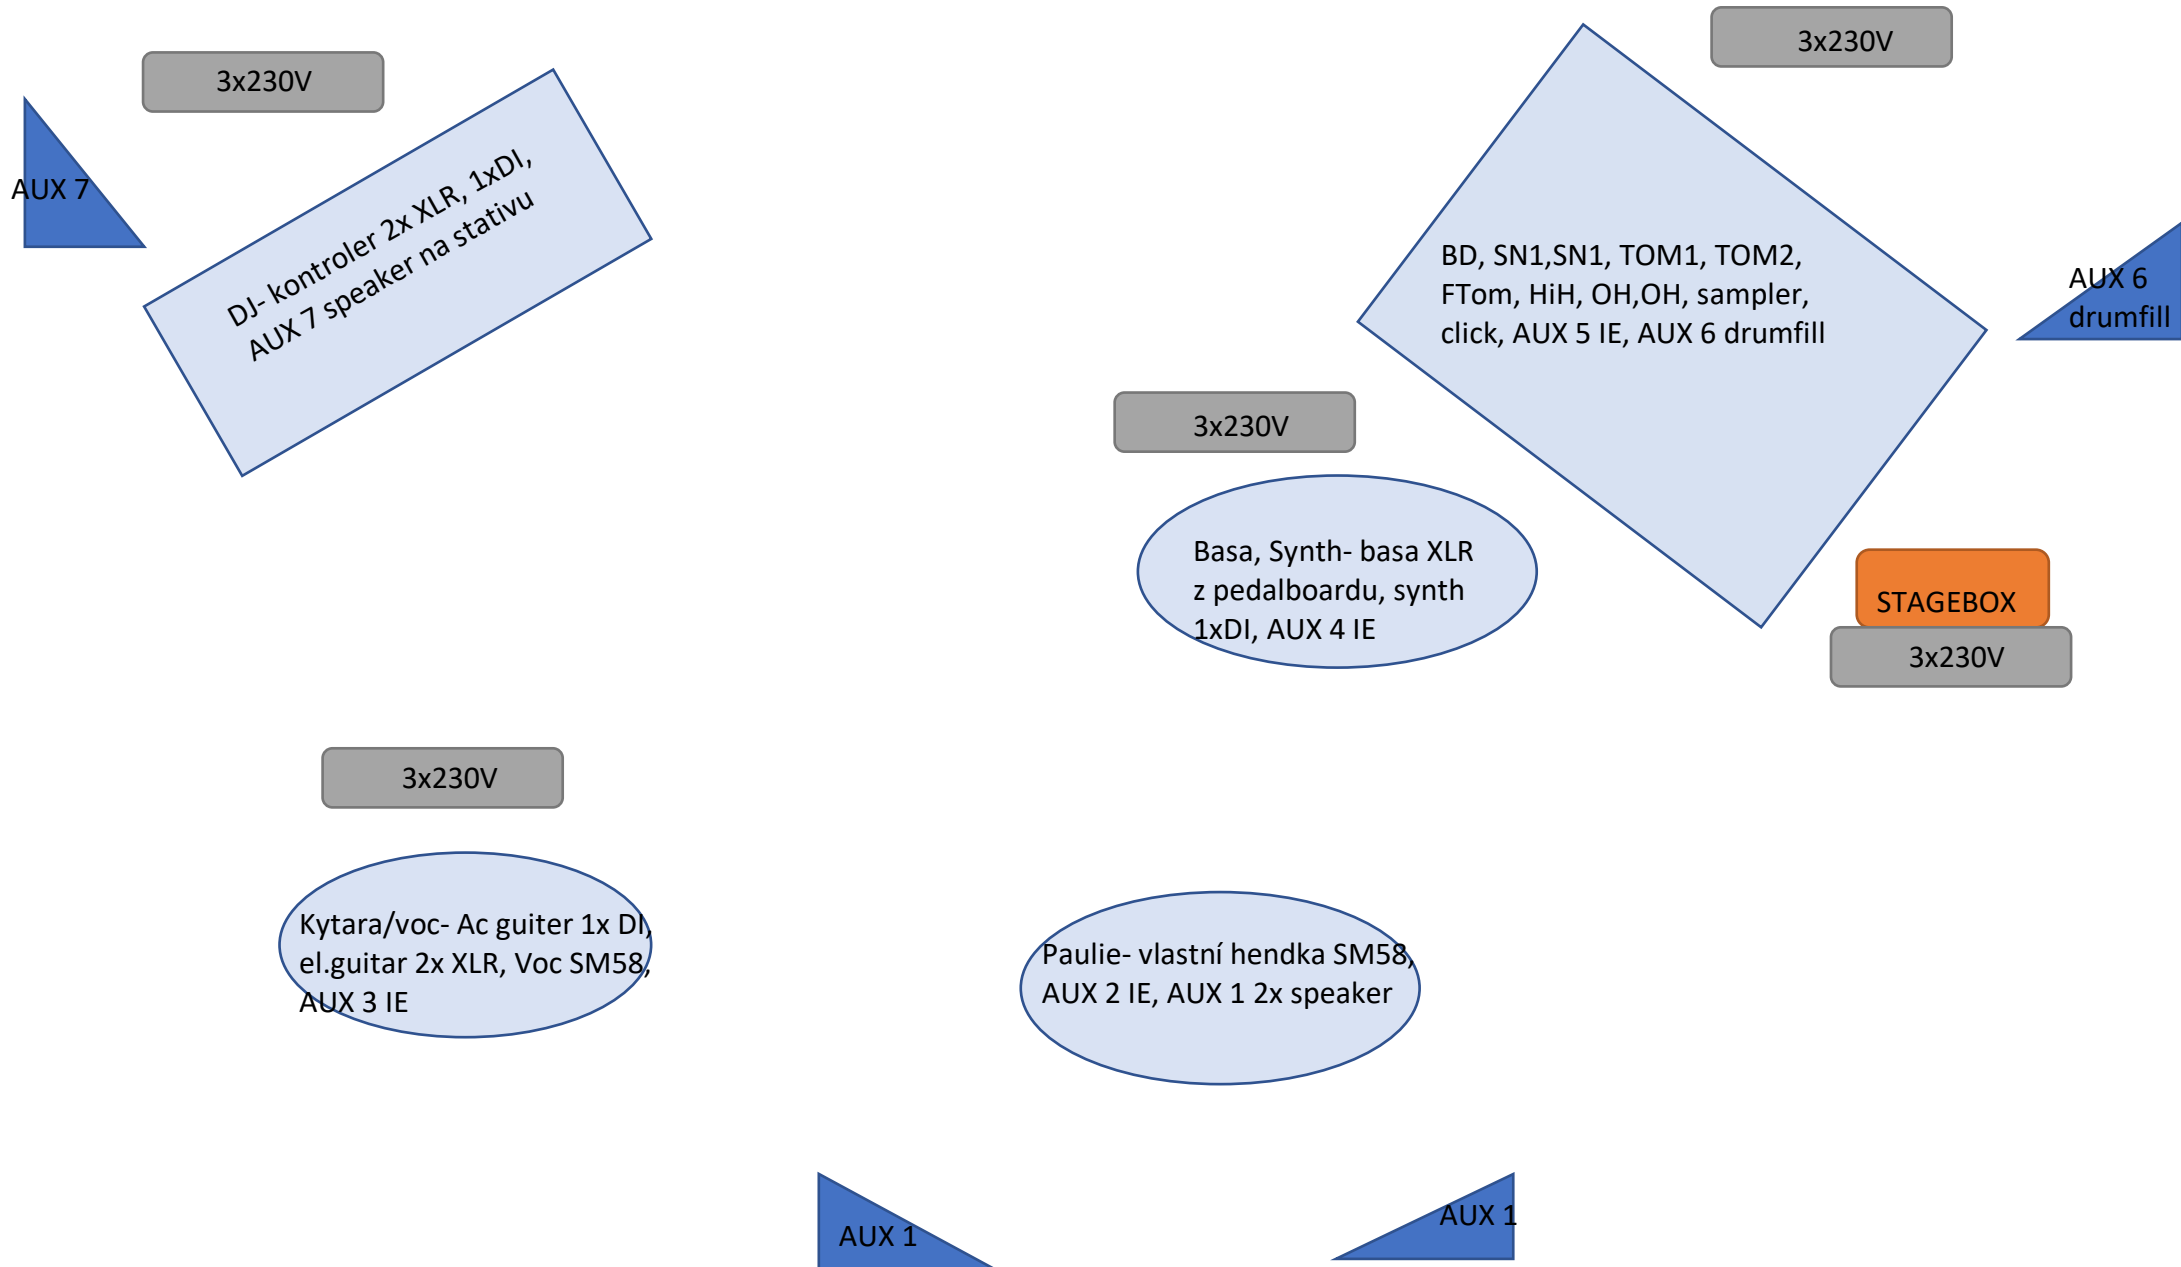 3x230V
3x230V
AUX 7
DJ- kontroler 2x XLR, 1xDI,
AUX 7 speaker na stativu
BD, SN1,SN1, TOM1, TOM2,
FTom, HiH, OH,OH, sampler,
click, AUX 5 IE, AUX 6 drumfill
AUX 6
drumfill
3x230V
Basa, Synth- basa XLR
z pedalboardu, synth
1xDI, AUX 4 IE
STAGEBOX
3x230V
3x230V
Kytara/voc- Ac guiter 1x DI,
el.guitar 2x XLR, Voc SM58,
AUX 3 IE
Paulie- vlastní hendka SM58,
AUX 2 IE, AUX 1 2x speaker
AUX 1
AUX 1